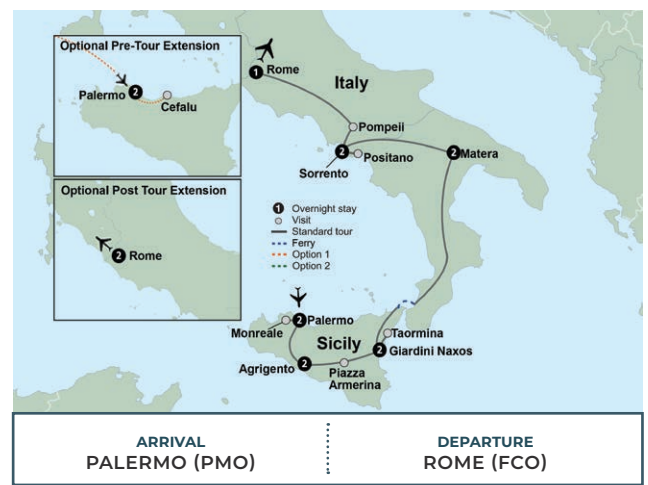 Optional Pre-Tour Extension
Palermo 2
Cefalu
Optional Post Tour Extension
2 Rome
1 Rome
Italy
Pompeii
2
Positano
Sorrento
2 Matera
1 Overnight stay
Visit
Standard tour
Ferry
Option 1
Option 2
2 Palermo
Monreale
Sicily
Taormina
2 Giardini Naxos
Agrigento 2
Piazza
Armerina
ARRIVAL
PALERMO (PMO)
DEPARTURE
ROME (FCO)